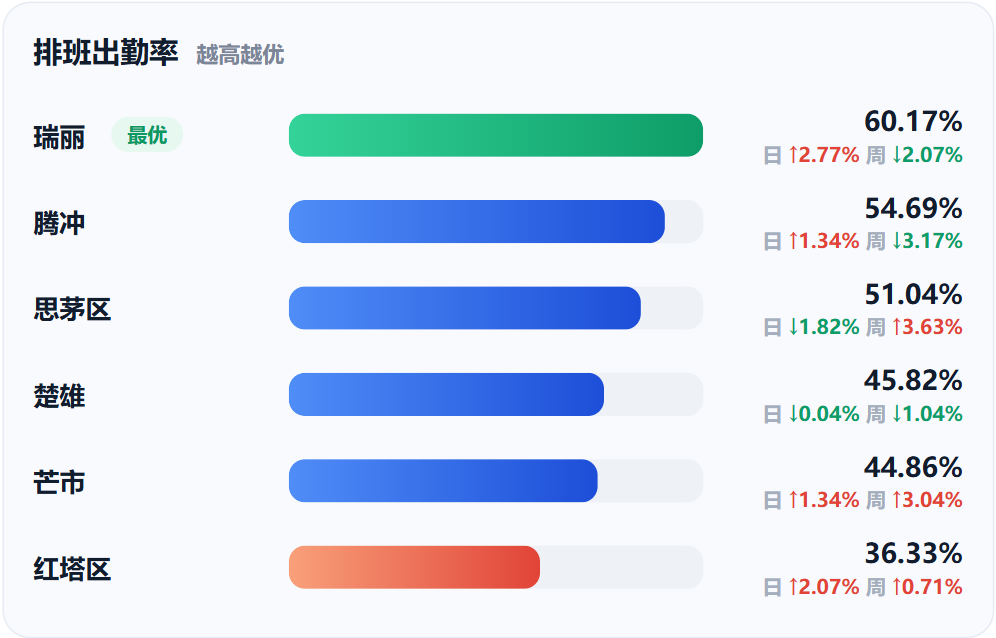 排班出勤率 越高越优
瑞丽 最优 60.17%
日 ↑2.77% 周 ↓2.07%
腾冲 54.69%
日 ↑1.34% 周 ↓3.17%
思茅区 51.04%
日 ↓1.82% 周 ↑3.63%
楚雄 45.82%
日 ↓0.04% 周 ↓1.04%
芒市 44.86%
日 ↑1.34% 周 ↑3.04%
红塔区 36.33%
日 ↑2.07% 周 ↑0.71%